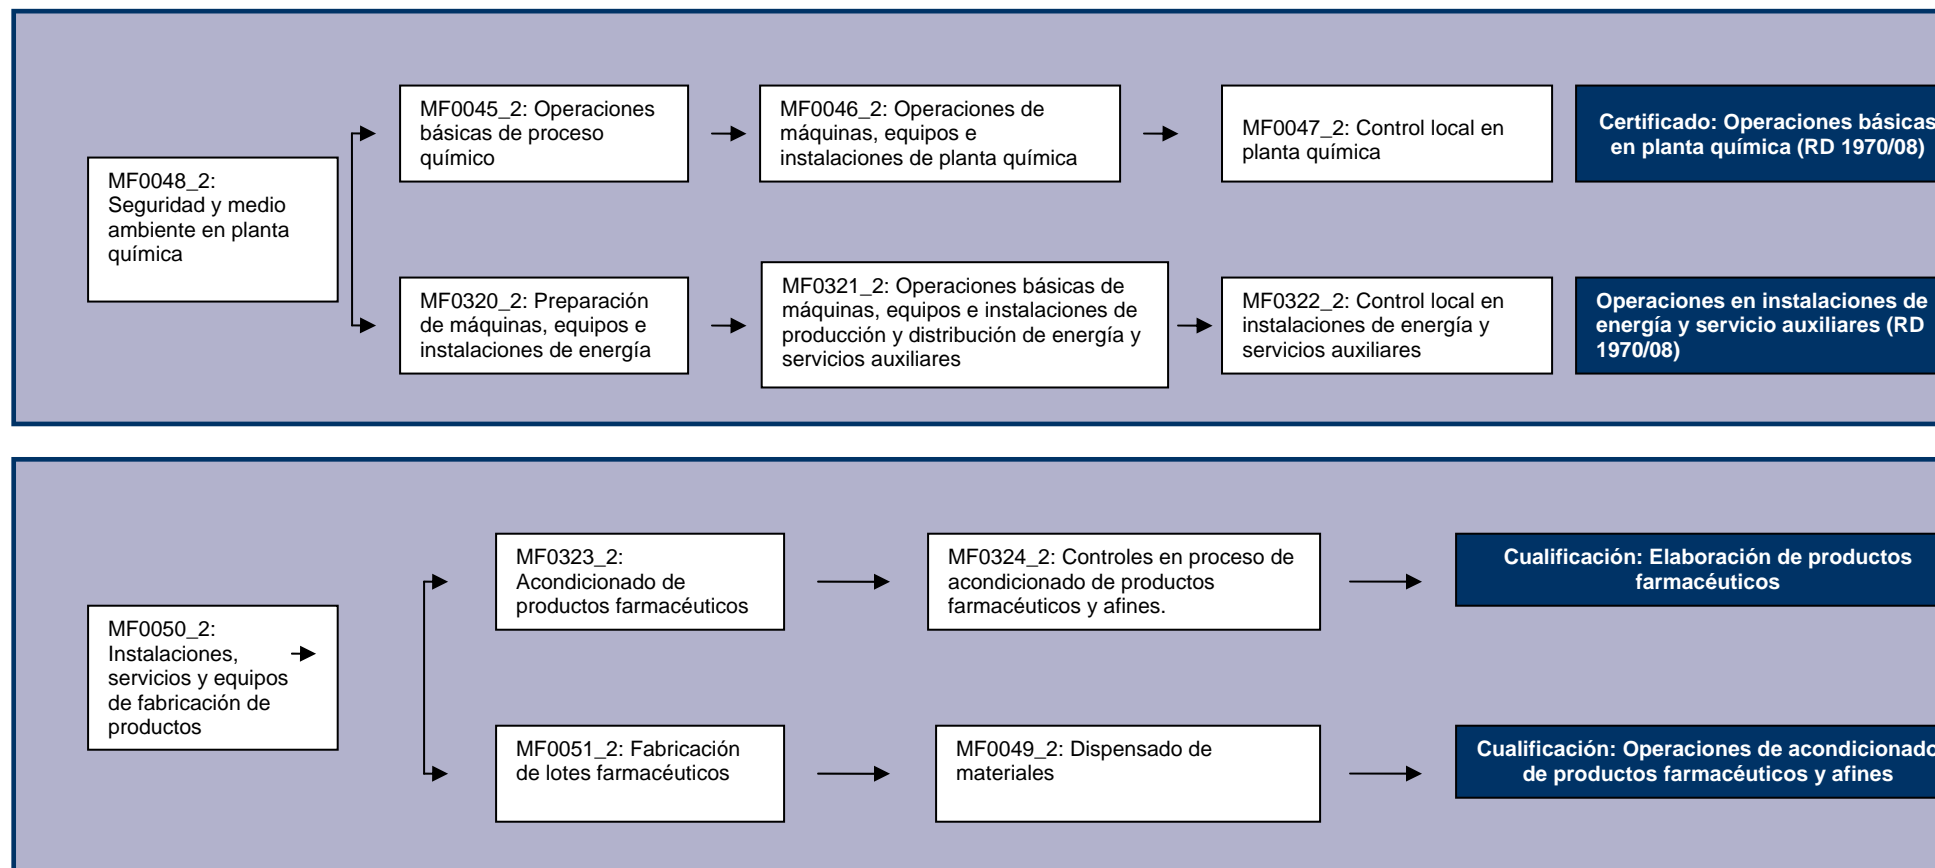 MF0048_2:
Seguridad y medio
ambiente en planta
química
MF0045_2: Operaciones
básicas de proceso
químico
MF0046_2: Operaciones de
máquinas, equipos e
instalaciones de planta química
MF0047_2: Control local en
planta química
Certificado: Operaciones básicas
en planta química (RD 1970/08)
MF0320_2: Preparación
de máquinas, equipos e
instalaciones de energía
MF0321_2: Operaciones básicas de
máquinas, equipos e instalaciones de
producción y distribución de energía y
servicios auxiliares
MF0322_2: Control local en
instalaciones de energía y
servicios auxiliares
Operaciones en instalaciones de
energía y servicio auxiliares (RD
1970/08)
MF0050_2:
Instalaciones,
servicios y equipos
de fabricación de
productos
MF0323_2:
Acondicionado de
productos farmacéuticos
MF0324_2: Controles en proceso de
acondicionado de productos
farmacéuticos y afines.
Cualificación: Elaboración de productos
farmacéuticos
MF0051_2: Fabricación
de lotes farmacéuticos
MF0049_2: Dispensado de
materiales
Cualificación: Operaciones de acondicionado
de productos farmacéuticos y afines